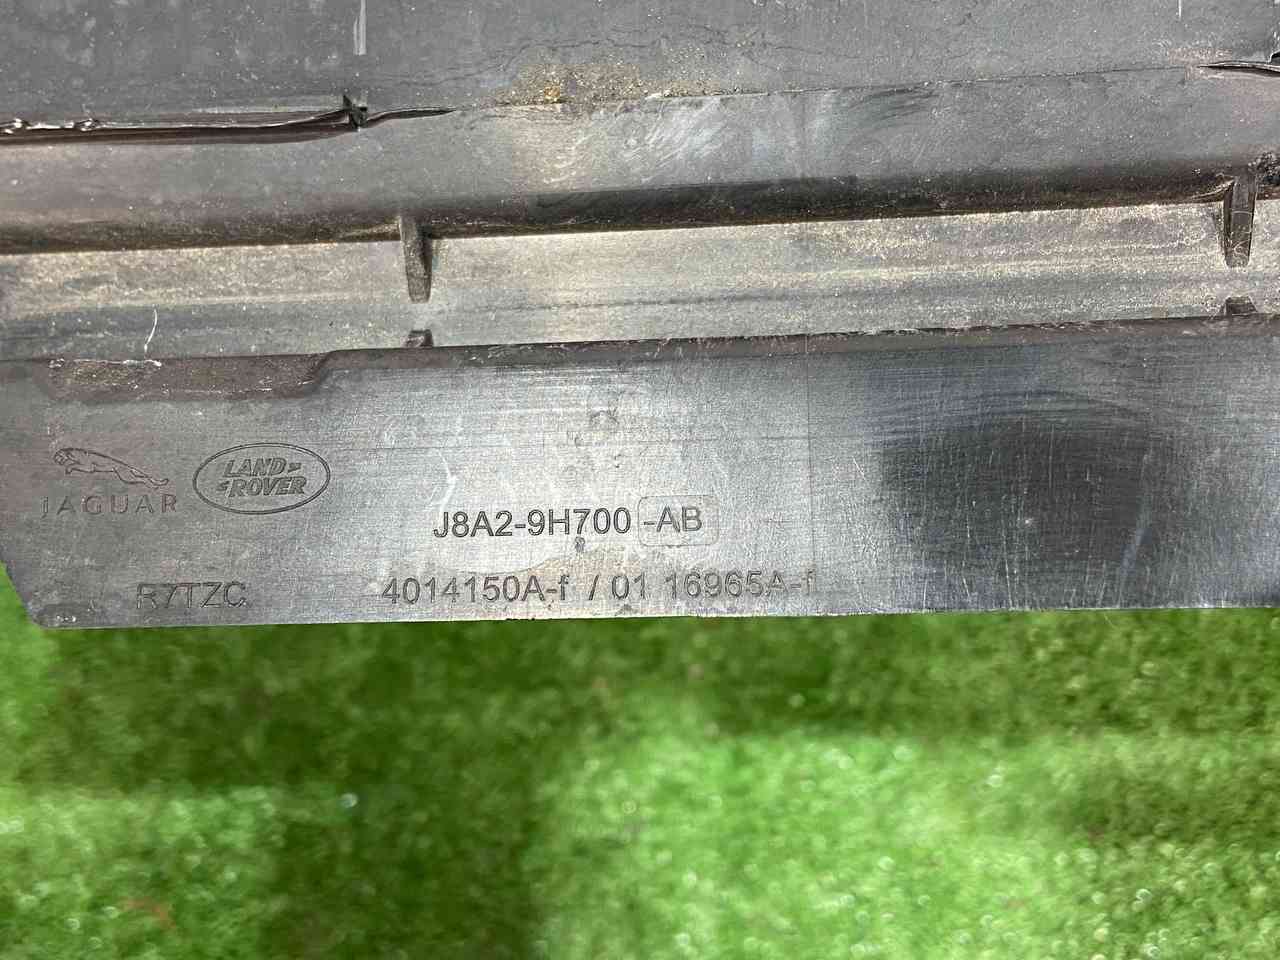 JAGUAR
LAND-
ROVER
J8A2-9H700 -AB
R7TZC
4014150A-f / 01 16965A-f